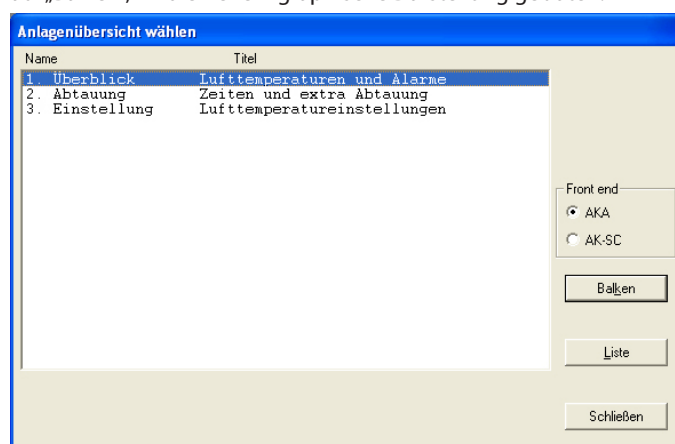 Anlagenübersicht wählen
Name Titel
1. Überblick Lufttemperaturen und Alarme
2. Abtauung Zeiten und extra Abtauung
3. Einstellung Lufttemperatureinstellungen
Front end
AKA
AK-SC
Balken
Liste
Schließen